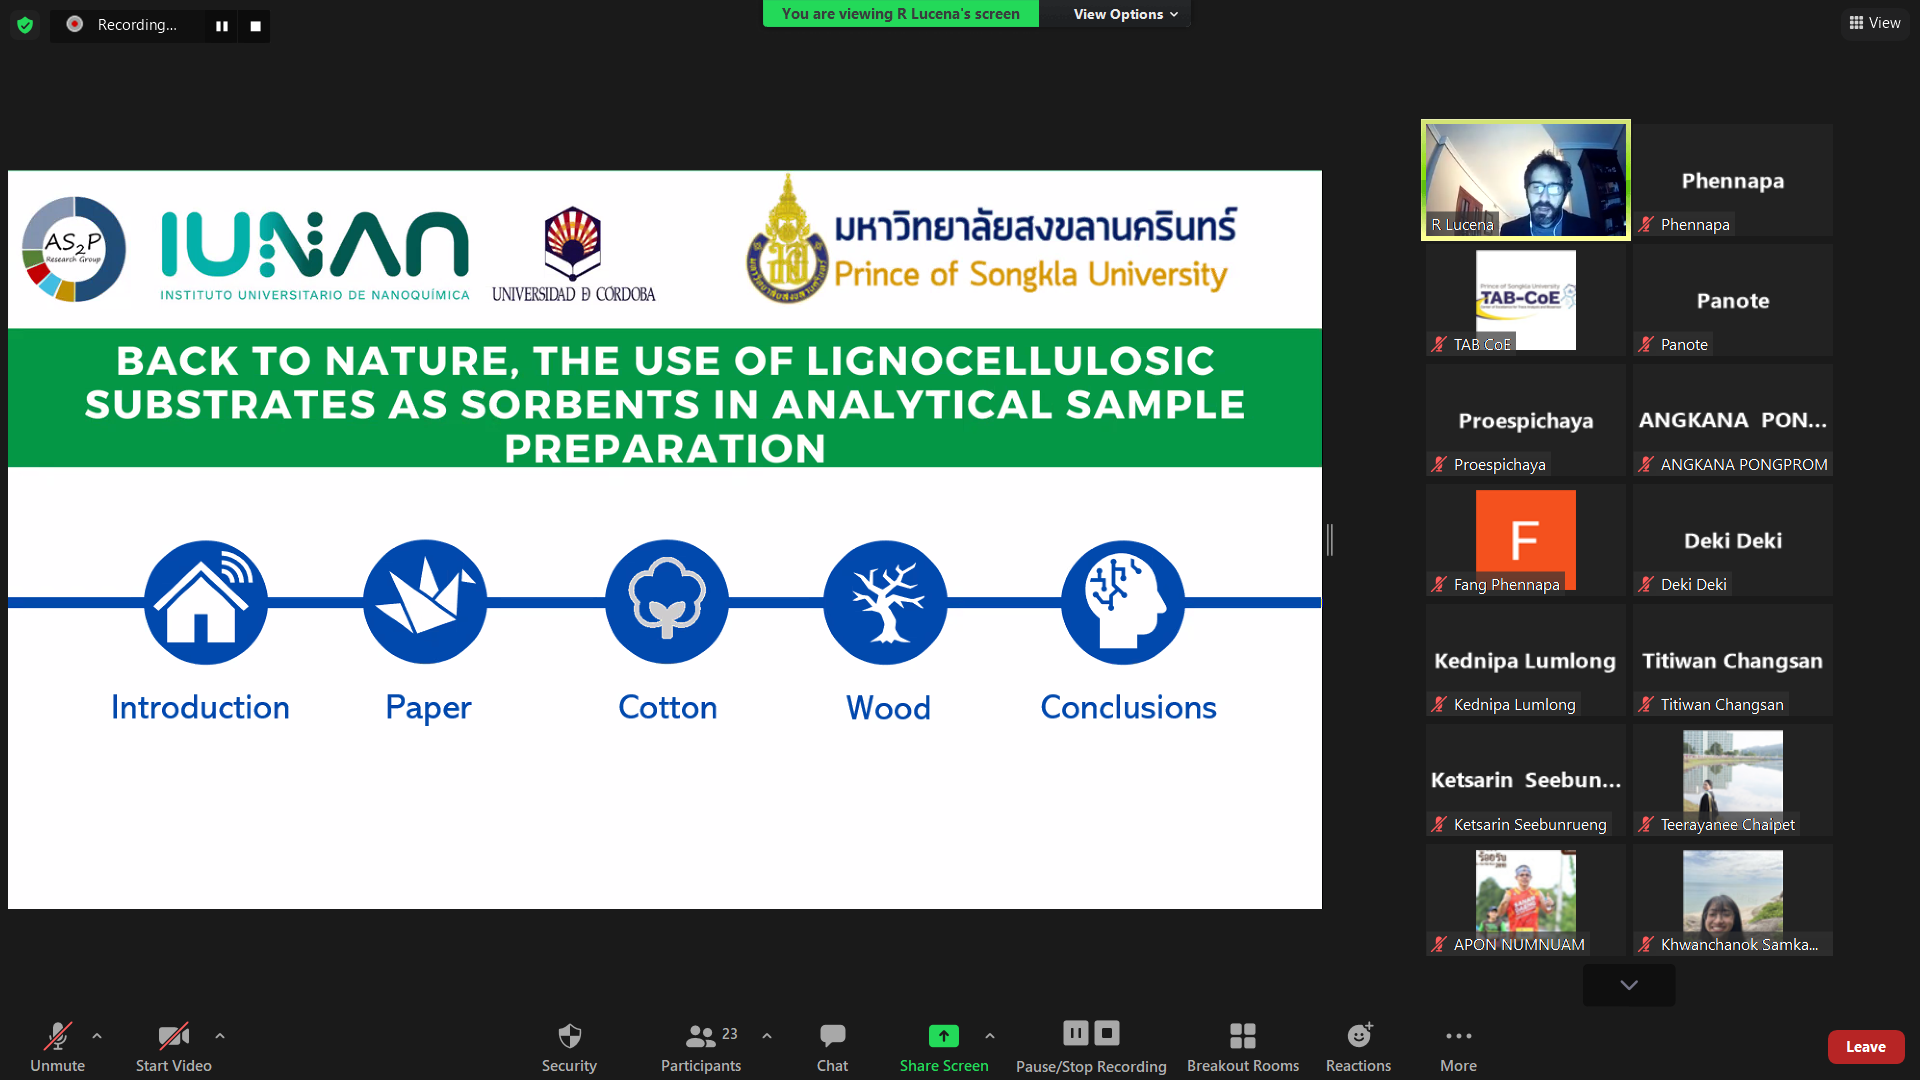 Recording...
You are viewing R Lucena's screen
View Options
View
AS2P
Research Group
IUNAN
INSTITUTO UNIVERSITARIO DE NANOQUÍMICA
UNIVERSIDAD D CORDOBA
มหาวิทยาลัยสงขลานครินทร์
Prince of Songkla University
BACK TO NATURE, THE USE OF LIGNOCELLULOSIC
SUBSTRATES AS SORBENTS IN ANALYTICAL SAMPLE
PREPARATION
Introduction
Paper
Cotton
Wood
Conclusions
R Lucena
Phennapa
Phennapa
Prince of Songkla University
TAB-CoE
TAB CoE
Panote
Panote
Proespichaya
Proespichaya
ANGKANA PON...
ANGKANA PONGPROM
F
Fang Phennapa
Deki Deki
Deki Deki
Kednipa Lumlong
Kednipa Lumlong
Titiwan Changsan
Titiwan Changsan
Ketsarin Seebun...
Ketsarin Seebunrueng
Teerayanee Chaipet
APON NUMNUAM
Khwanchanok Samka...
Unmute
Start Video
Security
23
Participants
Chat
Share Screen
Pause/Stop Recording
Breakout Rooms
Reactions
More
Leave